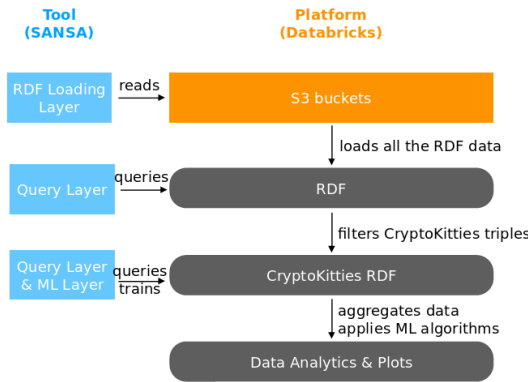 Tool
(SANSA)
Platform
(Databricks)
RDF Loading
Layer
reads
S3 buckets
loads all the RDF data
Query Layer
queries
RDF
filters CryptoKitties triples
Query Layer
& ML Layer
queries
trains
CryptoKitties RDF
aggregates data
applies ML algorithms
Data Analytics & Plots